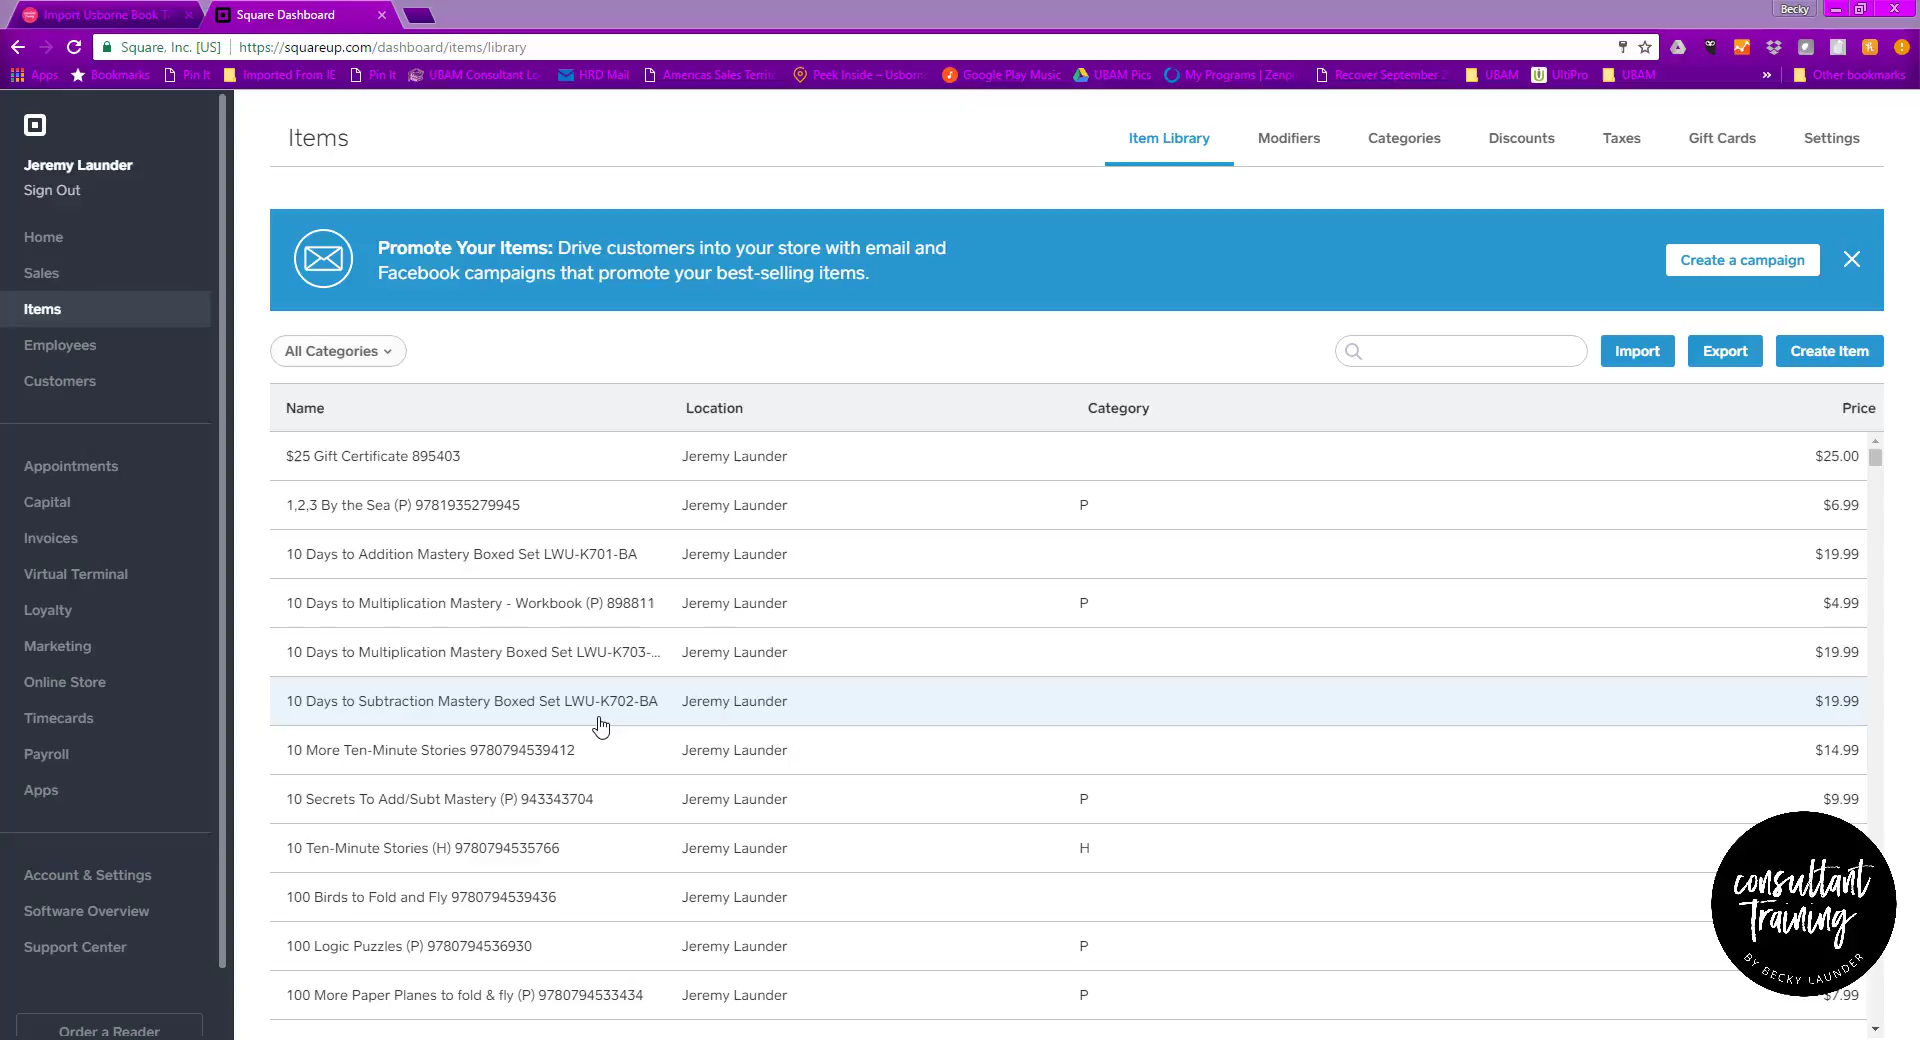 Import Usborne Book T
Square Dashboard
Becky
Square, Inc. [US]
https://squareup.com/dashboard/items/library
Apps
Bookmarks
Pin It
Imported From IE
Pin It
UBAM Consultant Lo
HRD Mail
Americas Sales Territo
Peek Inside – Usborn
Google Play Music
UBAM Pics
My Programs | Zenp
Recover September 2
UBAM
UltiPro
UBAM
»
Other bookmarks
Jeremy Launder
Sign Out
Home
Sales
Items
Employees
Customers
Appointments
Capital
Invoices
Virtual Terminal
Loyalty
Marketing
Online Store
Timecards
Payroll
Apps
Account & Settings
Software Overview
Support Center
Order a Reader
Items
Item Library
Modifiers
Categories
Discounts
Taxes
Gift Cards
Settings
Promote Your Items: Drive customers into your store with email and
Facebook campaigns that promote your best-selling items.
Create a campaign
All Categories
Import
Export
Create Item
Name Location Category Price
$25 Gift Certificate 895403 Jeremy Launder $25.00
1,2,3 By the Sea (P) 9781935279945 Jeremy Launder P $6.99
10 Days to Addition Mastery Boxed Set LWU-K701-BA Jeremy Launder $19.99
10 Days to Multiplication Mastery - Workbook (P) 898811 Jeremy Launder P $4.99
10 Days to Multiplication Mastery Boxed Set LWU-K703-... Jeremy Launder $19.99
10 Days to Subtraction Mastery Boxed Set LWU-K702-BA Jeremy Launder $19.99
10 More Ten-Minute Stories 9780794539412 Jeremy Launder $14.99
10 Secrets To Add/Subt Mastery (P) 943343704 Jeremy Launder P $9.99
10 Ten-Minute Stories (H) 9780794535766 Jeremy Launder H
100 Birds to Fold and Fly 9780794539436 Jeremy Launder
100 Logic Puzzles (P) 9780794536930 Jeremy Launder P
100 More Paper Planes to fold & fly (P) 9780794533434 Jeremy Launder P $7.99
consultant
Training
BY BECKY LAUNDER